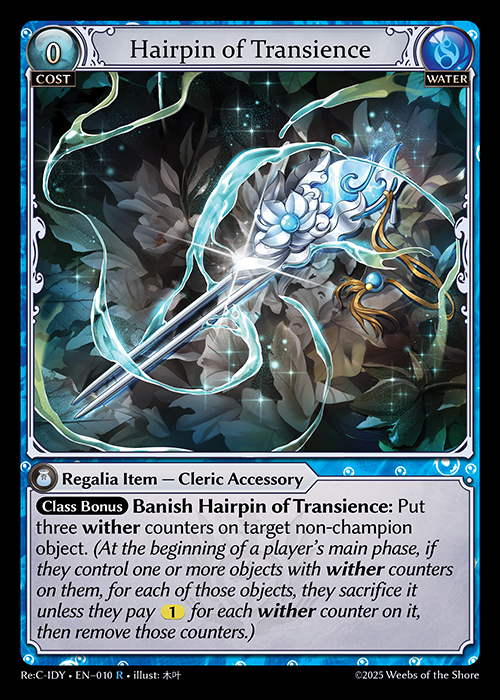 0
COST
Hairpin of Transience
WATER
Regalia Item — Cleric Accessory
Class Bonus Banish Hairpin of Transience: Put
three wither counters on target non-champion
object. (At the beginning of a player's main phase, if
they control one or more objects with wither counters
on them, for each of those objects, they sacrifice it
unless they pay 1 for each wither counter on it,
then remove those counters.)
Re:C-IDY • EN-010 R • illust: 木叶
©2025 Weebs of the Shore